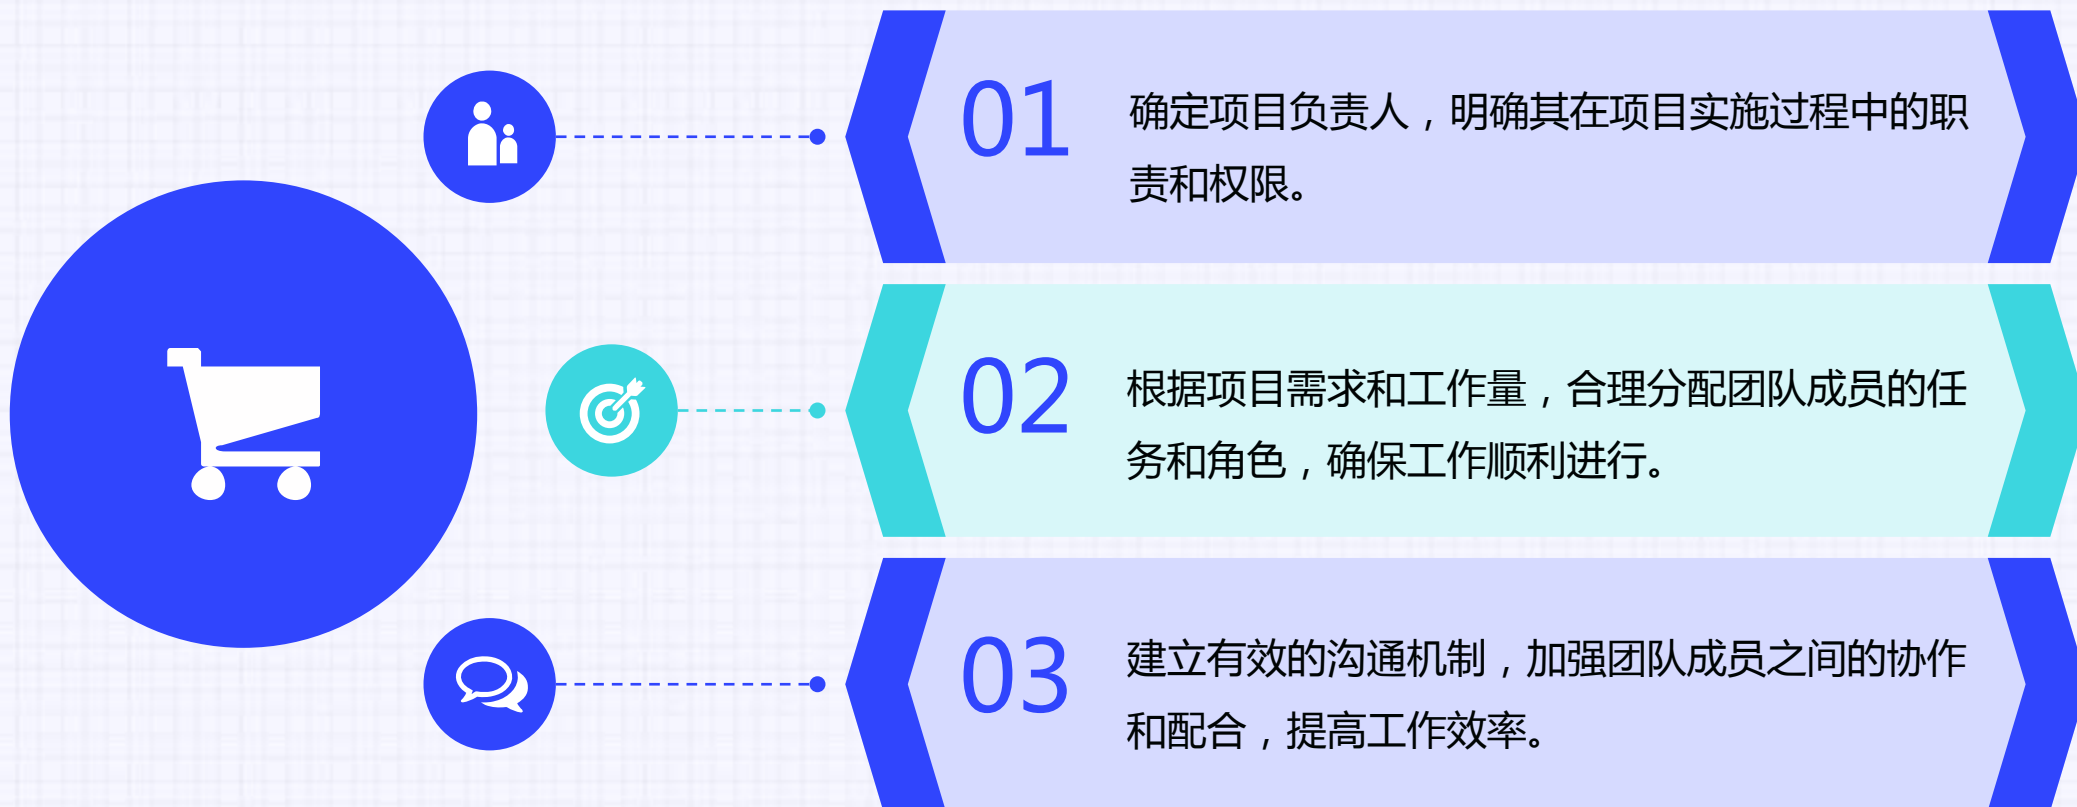 01
确定项目负责人，明确其在项目实施过程中的职
责和权限。
02
根据项目需求和工作量，合理分配团队成员的任
务和角色，确保工作顺利进行。
03
建立有效的沟通机制，加强团队成员之间的协作
和配合，提高工作效率。